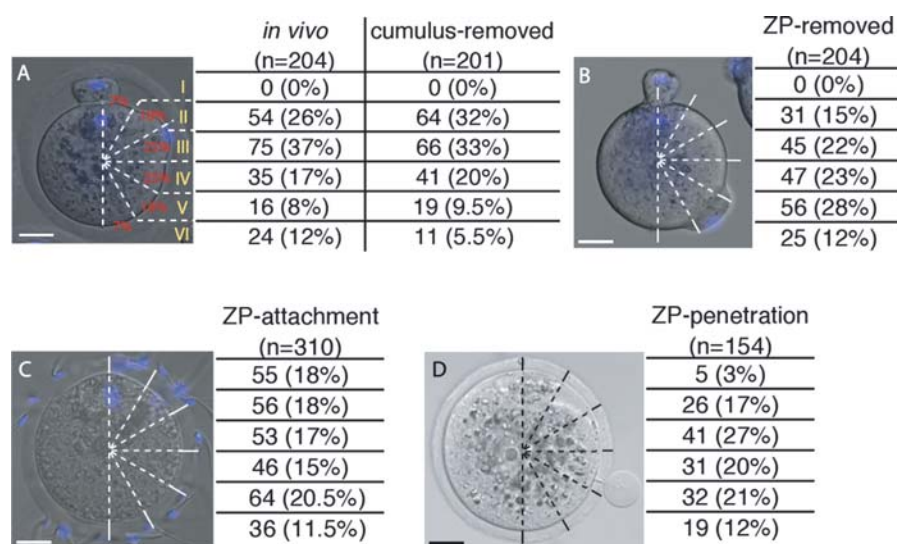 A
I
II
III
IV
V
VI
in vivo cumulus-removed
(n=204) (n=201)
0 (0%) 0 (0%)
54 (26%) 64 (32%)
75 (37%) 66 (33%)
35 (17%) 41 (20%)
16 (8%) 19 (9.5%)
24 (12%) 11 (5.5%)
B
ZP-removed
(n=204)
0 (0%)
31 (15%)
45 (22%)
47 (23%)
56 (28%)
25 (12%)
C
ZP-attachment
(n=310)
55 (18%)
56 (18%)
53 (17%)
46 (15%)
64 (20.5%)
36 (11.5%)
D
ZP-penetration
(n=154)
5 (3%)
26 (17%)
41 (27%)
31 (20%)
32 (21%)
19 (12%)